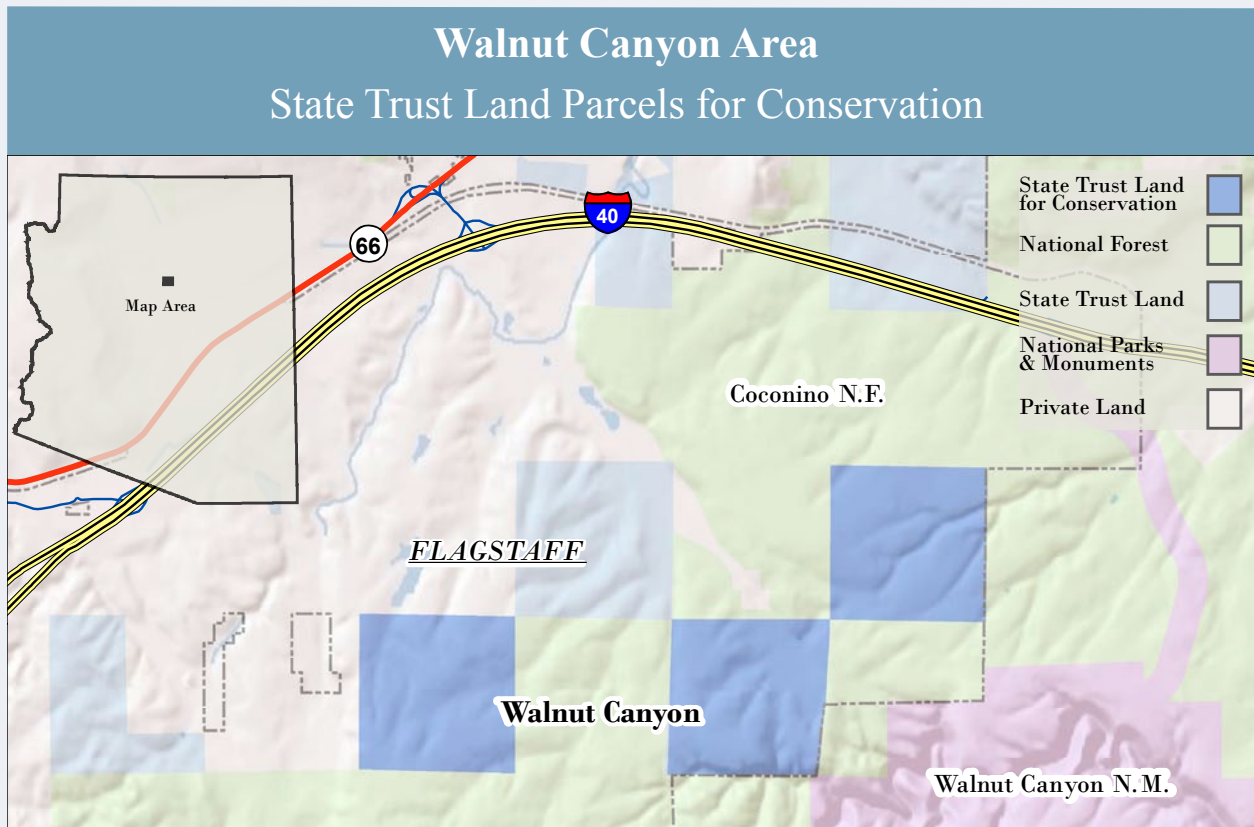 Walnut Canyon Area
State Trust Land Parcels for Conservation
Map Area
66
40
State Trust Land
for Conservation
National Forest
State Trust Land
National Parks
& Monuments
Private Land
Coconino N.F.
FLAGSTAFF
Walnut Canyon
Walnut Canyon N.M.